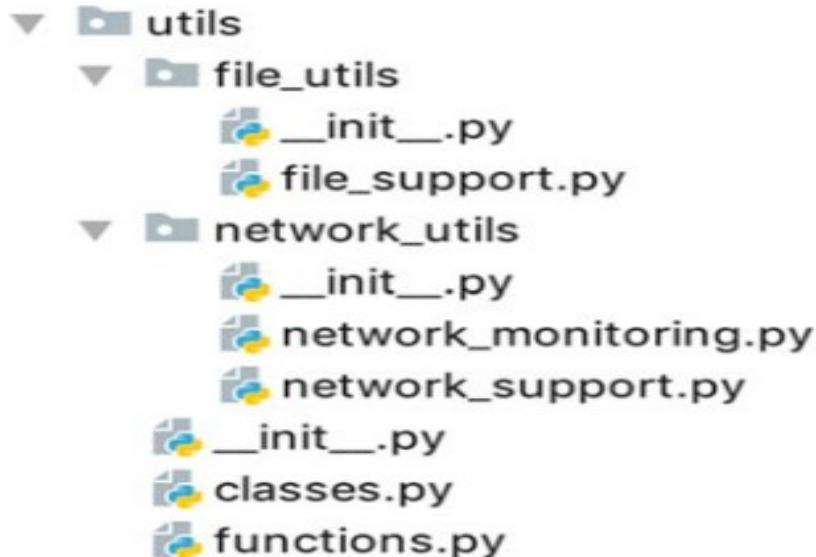 utils
file_utils
__init__.py
file_support.py
network_utils
__init__.py
network_monitoring.py
network_support.py
__init__.py
classes.py
functions.py